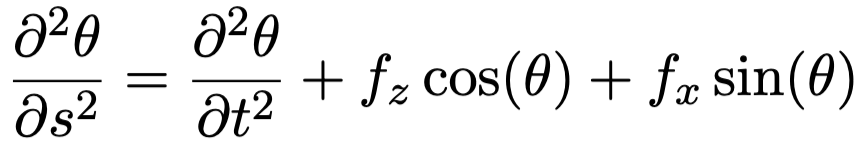 ∂²θ/∂s² = ∂²θ/∂t² + f_z cos(θ) + f_x sin(θ)